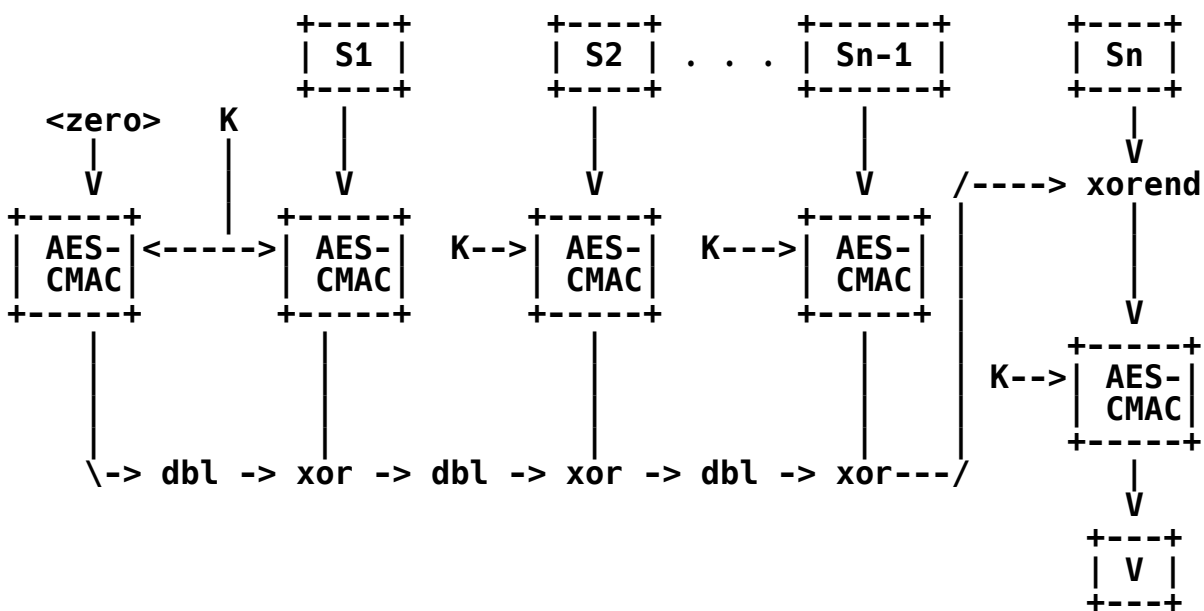 S1 S2 . . . Sn-1 Sn
<zero> K
V V V V /----> xorend V
AES- <-----> AES- K--> AES- K---> AES-
CMAC CMAC CMAC CMAC
V
K--> AES-
CMAC
\-> dbl -> xor -> dbl -> xor -> dbl -> xor---/
V
V